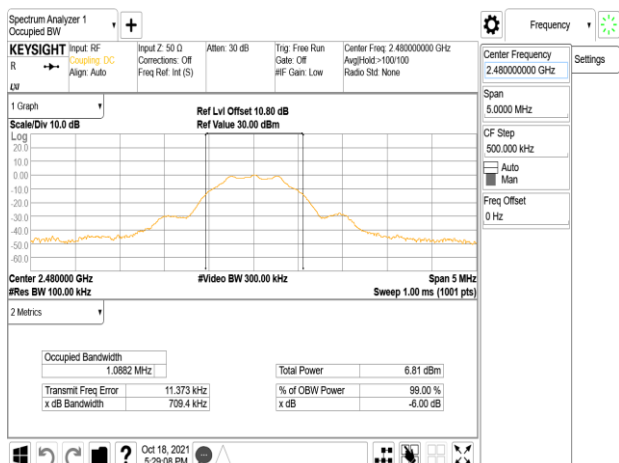 Spectrum Analyzer 1
Occupied BW
Frequency
KEYSIGHT
R
LXI
Input: RF
Coupling: DC
Align: Auto
Input Z: 50 Ω
Corrections: Off
Freq Ref: Int (S)
Atten: 30 dB
Trig: Free Run
Gate: Off
#IF Gain: Low
Center Freq: 2.480000000 GHz
Avg|Hold:>100/100
Radio Std: None
Center Frequency
2.480000000 GHz
Settings
Span
5.0000 MHz
CF Step
500.000 kHz
Auto
Man
Freq Offset
0 Hz
1 Graph
Scale/Div 10.0 dB
Ref Lvl Offset 10.80 dB
Ref Value 30.00 dBm
Log
20.0
10.0
0.00
-10.0
-20.0
-30.0
-40.0
-50.0
-60.0
Center 2.480000 GHz
#Res BW 100.00 kHz
#Video BW 300.00 kHz
Span 5 MHz
Sweep 1.00 ms (1001 pts)
2 Metrics
Occupied Bandwidth
1.0882 MHz
Transmit Freq Error 11.373 kHz
x dB Bandwidth 709.4 kHz
Total Power 6.81 dBm
% of OBW Power 99.00 %
x dB -6.00 dB
Oct 18, 2021
5:29:08 PM